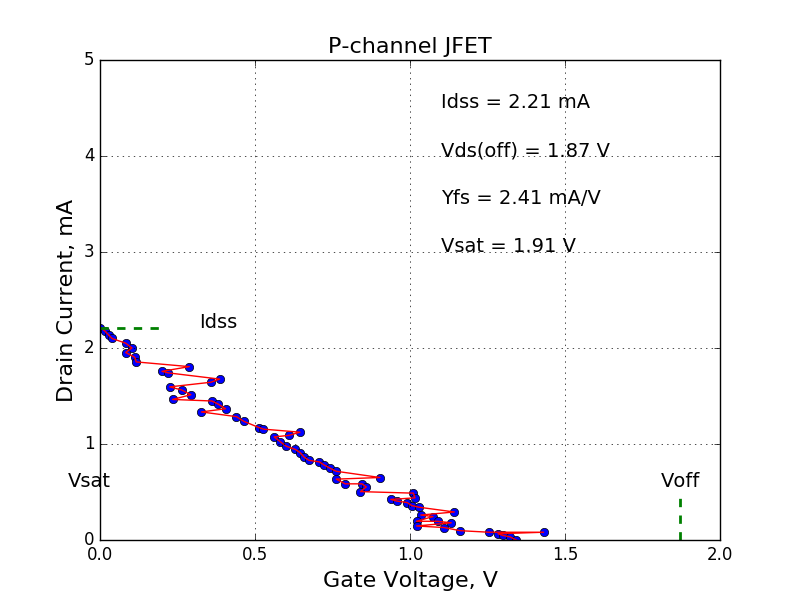 P-channel JFET
5
Idss = 2.21 mA
4
Vds(off) = 1.87 V
Yfs = 2.41 mA/V
3
Vsat = 1.91 V
Drain Current, mA
Idss
2
1
Vsat
Voff
0
0.0
0.5
1.0
1.5
2.0
Gate Voltage, V